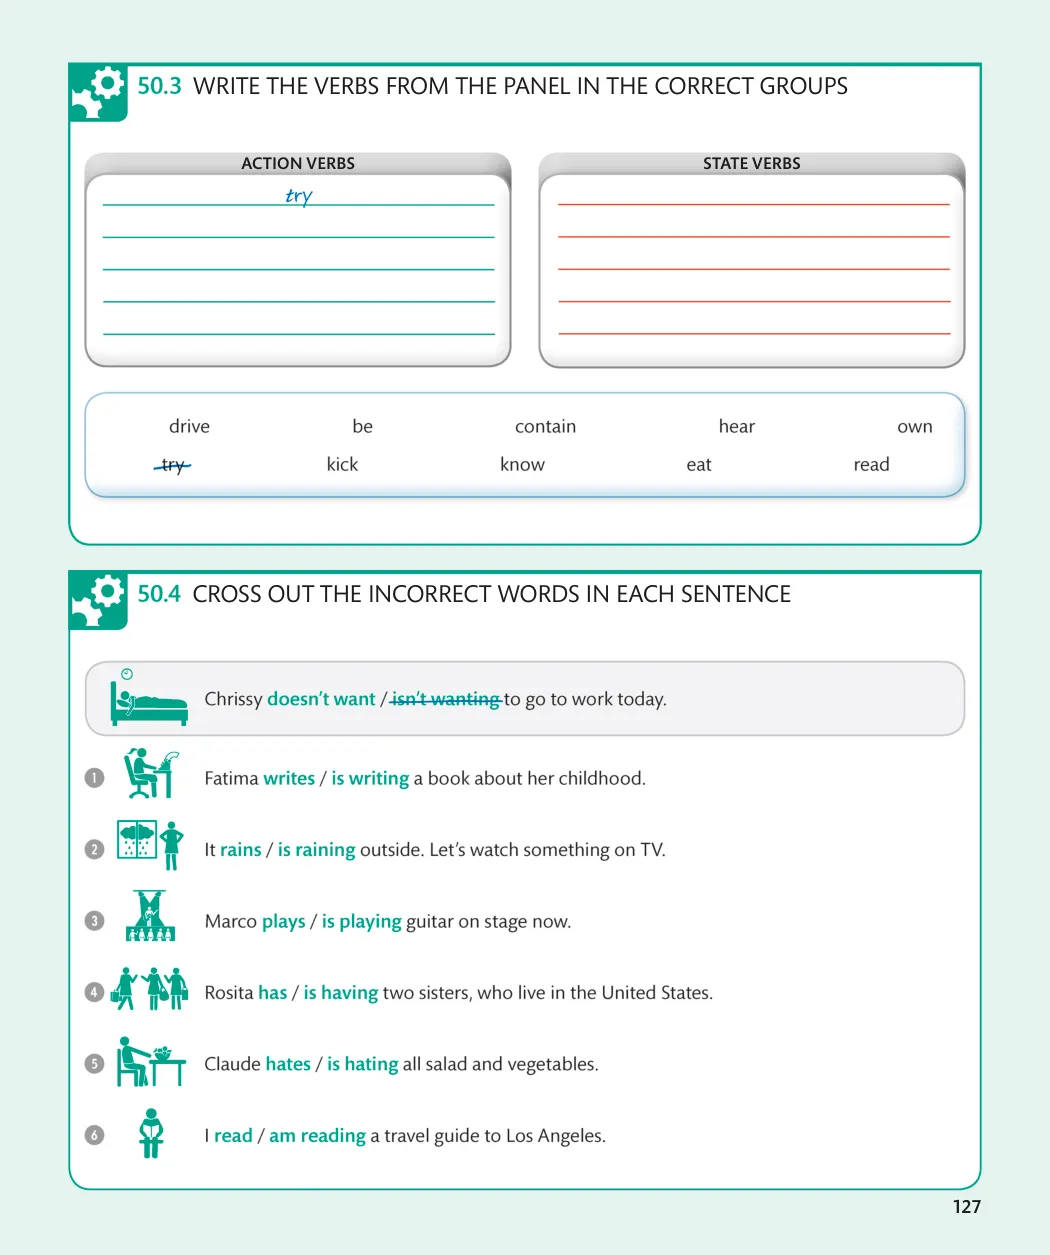 50.3 WRITE THE VERBS FROM THE PANEL IN THE CORRECT GROUPS
ACTION VERBS
try
STATE VERBS
drive be contain hear own
try kick know eat read
50.4 CROSS OUT THE INCORRECT WORDS IN EACH SENTENCE
Chrissy doesn't want / isn't wanting to go to work today.
1 Fatima writes / is writing a book about her childhood.
2 It rains / is raining outside. Let's watch something on TV.
3 Marco plays / is playing guitar on stage now.
4 Rosita has / is having two sisters, who live in the United States.
5 Claude hates / is hating all salad and vegetables.
6 I read / am reading a travel guide to Los Angeles.
127